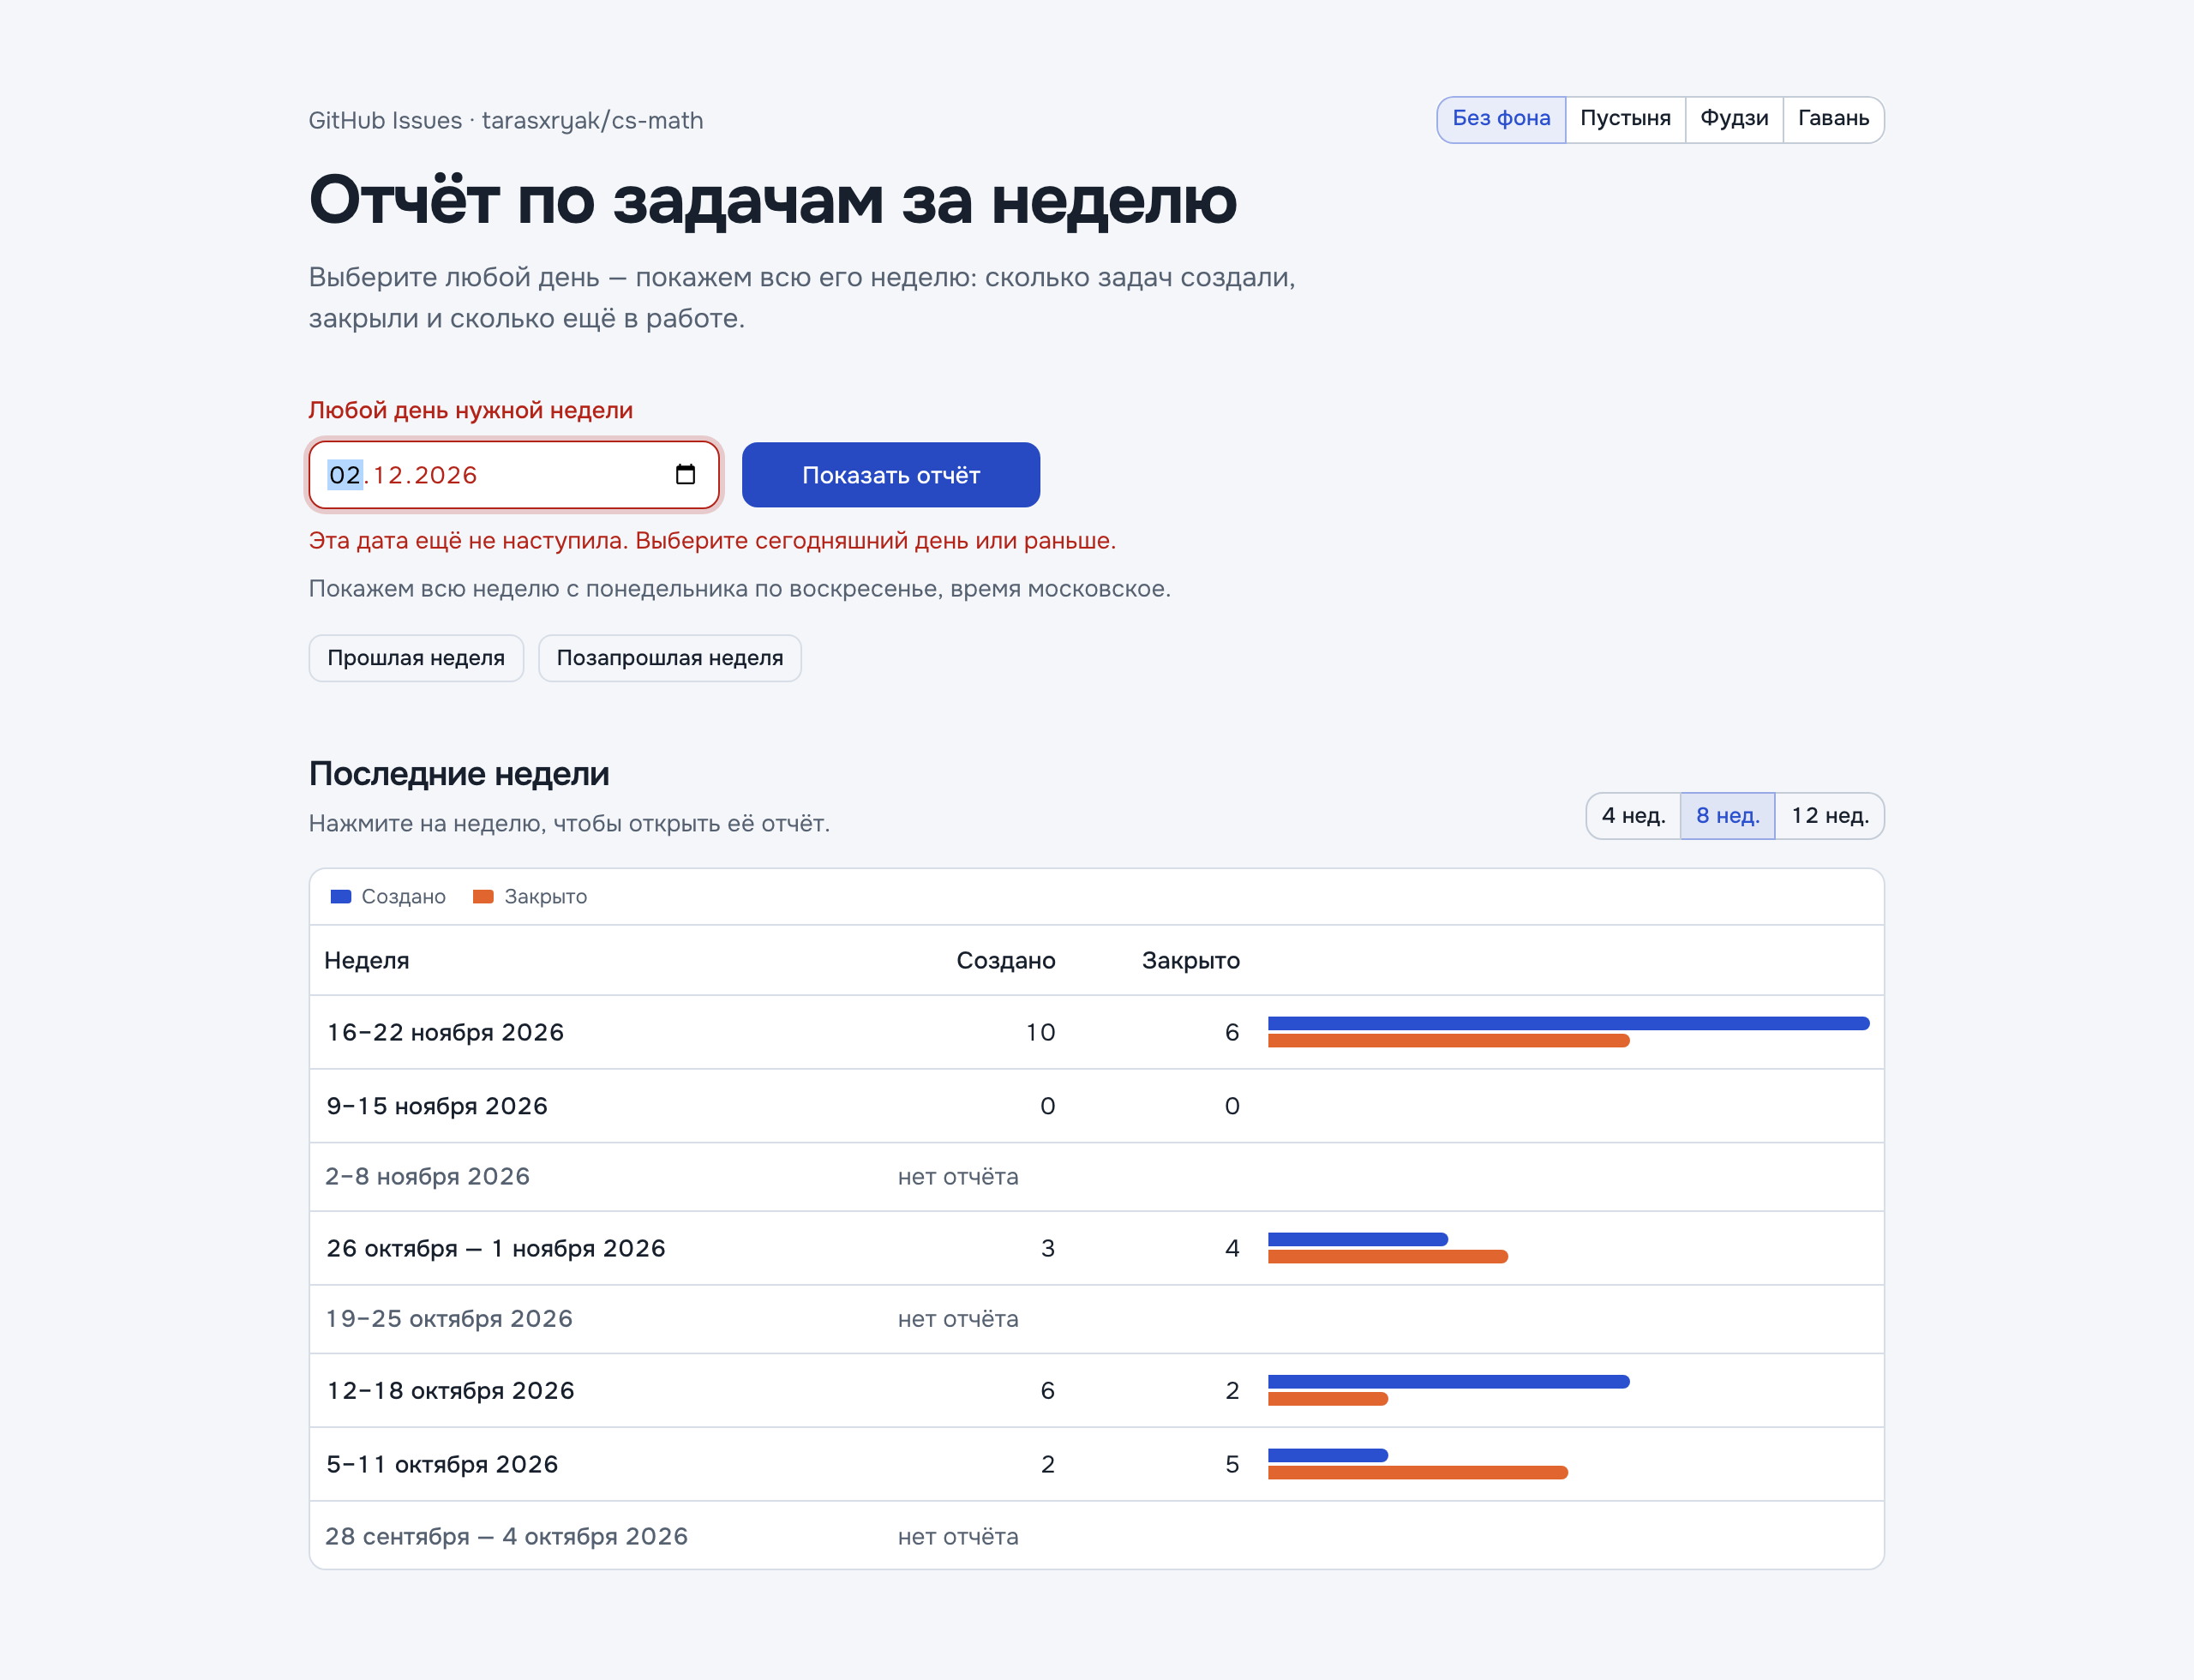 GitHub Issues · tarasxryak/cs-math
Без фона Пустыня Фудзи Гавань
Отчёт по задачам за неделю
Выберите любой день — покажем всю его неделю: сколько задач создали,
закрыли и сколько ещё в работе.
Любой день нужной недели
02.12.2026
Показать отчёт
Эта дата ещё не наступила. Выберите сегодняшний день или раньше.
Покажем всю неделю с понедельника по воскресенье, время московское.
Прошлая неделя Позапрошлая неделя
Последние недели
Нажмите на неделю, чтобы открыть её отчёт.
4 нед. 8 нед. 12 нед.
Создано Закрыто
Неделя Создано Закрыто
16–22 ноября 2026 10 6
9–15 ноября 2026 0 0
2–8 ноября 2026 нет отчёта
26 октября — 1 ноября 2026 3 4
19–25 октября 2026 нет отчёта
12–18 октября 2026 6 2
5–11 октября 2026 2 5
28 сентября — 4 октября 2026 нет отчёта